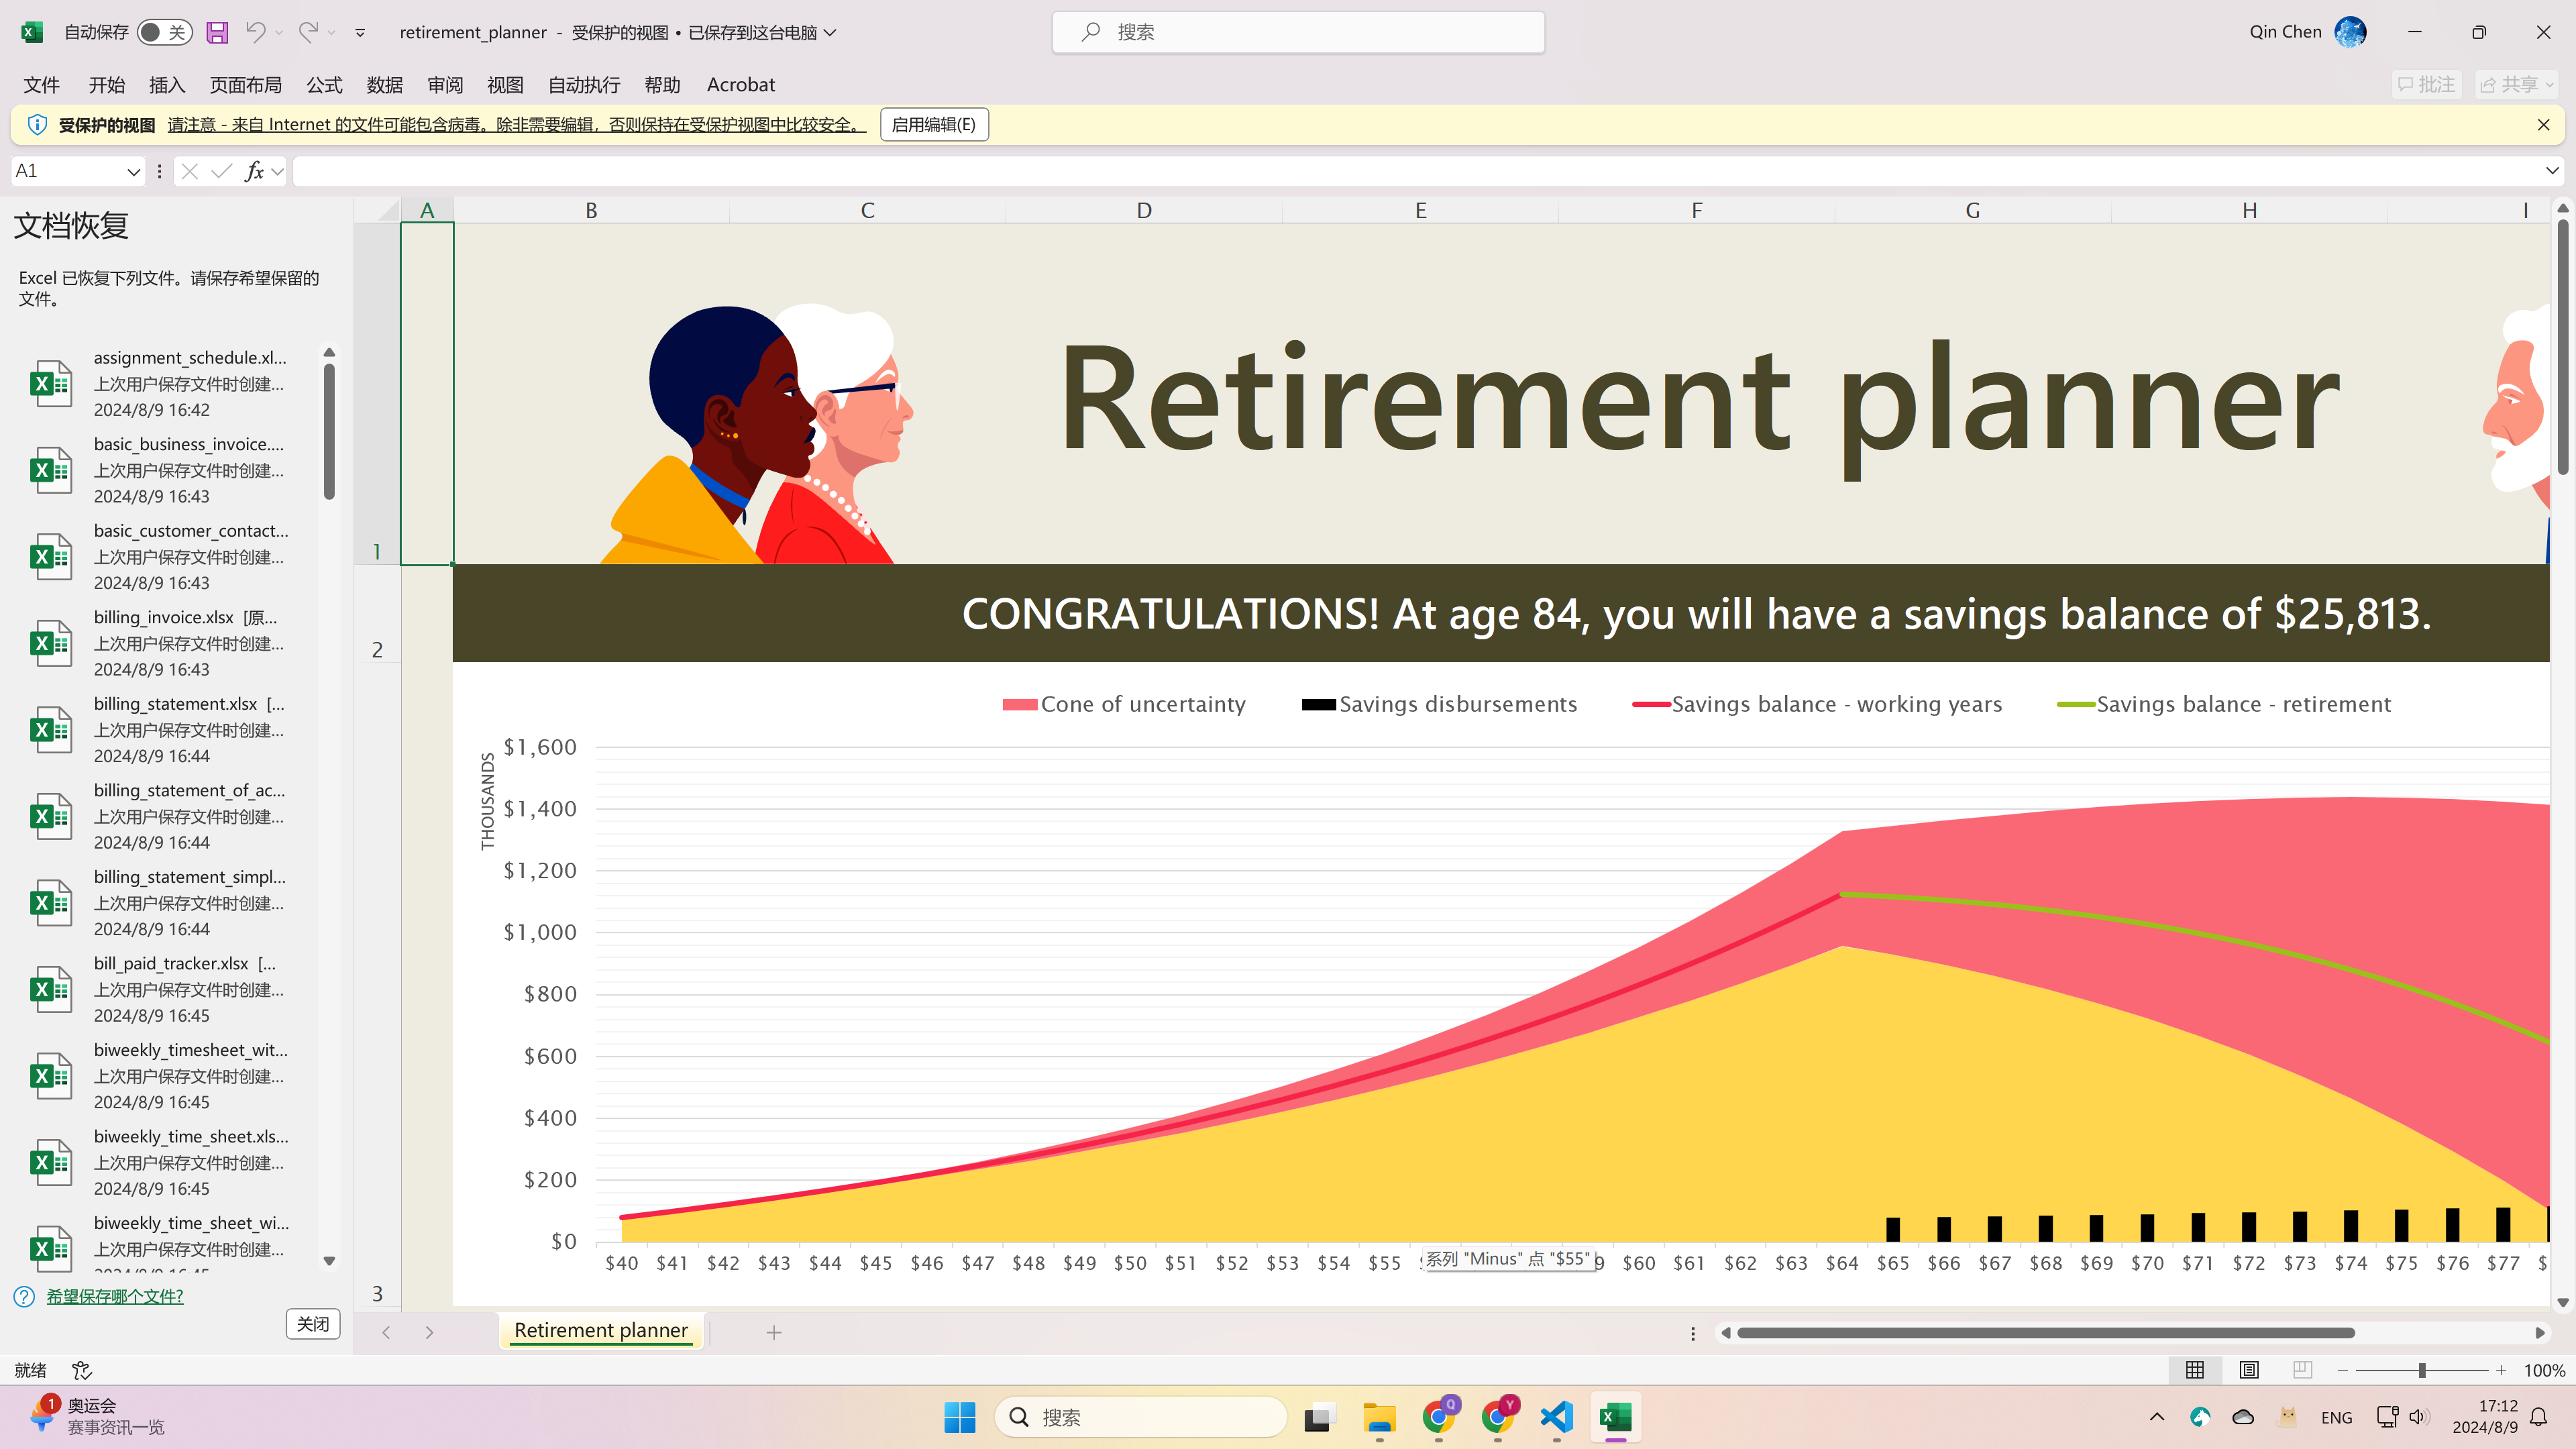 自动保存 关 retirement_planner - 受保护的视图 • 已保存到这台电脑 搜索 Qin Chen
文件 开始 插入 页面布局 公式 数据 审阅 视图 自动执行 帮助 Acrobat 批注 共享
受保护的视图 请注意 - 来自 Internet 的文件可能包含病毒。除非需要编辑，否则保持在受保护视图中比较安全。 启用编辑(E)
A1 fx
文档恢复
Excel 已恢复下列文件。请保存希望保留的
文件。
assignment_schedule.xl...
上次用户保存文件时创建...
2024/8/9 16:42
basic_business_invoice....
上次用户保存文件时创建...
2024/8/9 16:43
basic_customer_contact...
上次用户保存文件时创建...
2024/8/9 16:43
billing_invoice.xlsx [原...
上次用户保存文件时创建...
2024/8/9 16:43
billing_statement.xlsx [...
上次用户保存文件时创建...
2024/8/9 16:44
billing_statement_of_ac...
上次用户保存文件时创建...
2024/8/9 16:44
billing_statement_simpl...
上次用户保存文件时创建...
2024/8/9 16:44
bill_paid_tracker.xlsx [...
上次用户保存文件时创建...
2024/8/9 16:45
biweekly_timesheet_wit...
上次用户保存文件时创建...
2024/8/9 16:45
biweekly_time_sheet.xls...
上次用户保存文件时创建...
2024/8/9 16:45
biweekly_time_sheet_wi...
上次用户保存文件时创建...
希望保存哪个文件?
关闭
A B C D E F G H I
1
2
3
Retirement planner
CONGRATULATIONS! At age 84, you will have a savings balance of $25,813.
Cone of uncertainty Savings disbursements Savings balance - working years Savings balance - retirement
THOUSANDS
$1,600
$1,400
$1,200
$1,000
$800
$600
$400
$200
$0
$40 $41 $42 $43 $44 $45 $46 $47 $48 $49 $50 $51 $52 $53 $54 $55 $60 $61 $62 $63 $64 $65 $66 $67 $68 $69 $70 $71 $72 $73 $74 $75 $76 $77
系列 "Minus" 点 "$55"
Retirement planner
就绪 100%
1 奥运会
赛事资讯一览
搜索
Q Y
ENG
17:12
2024/8/9